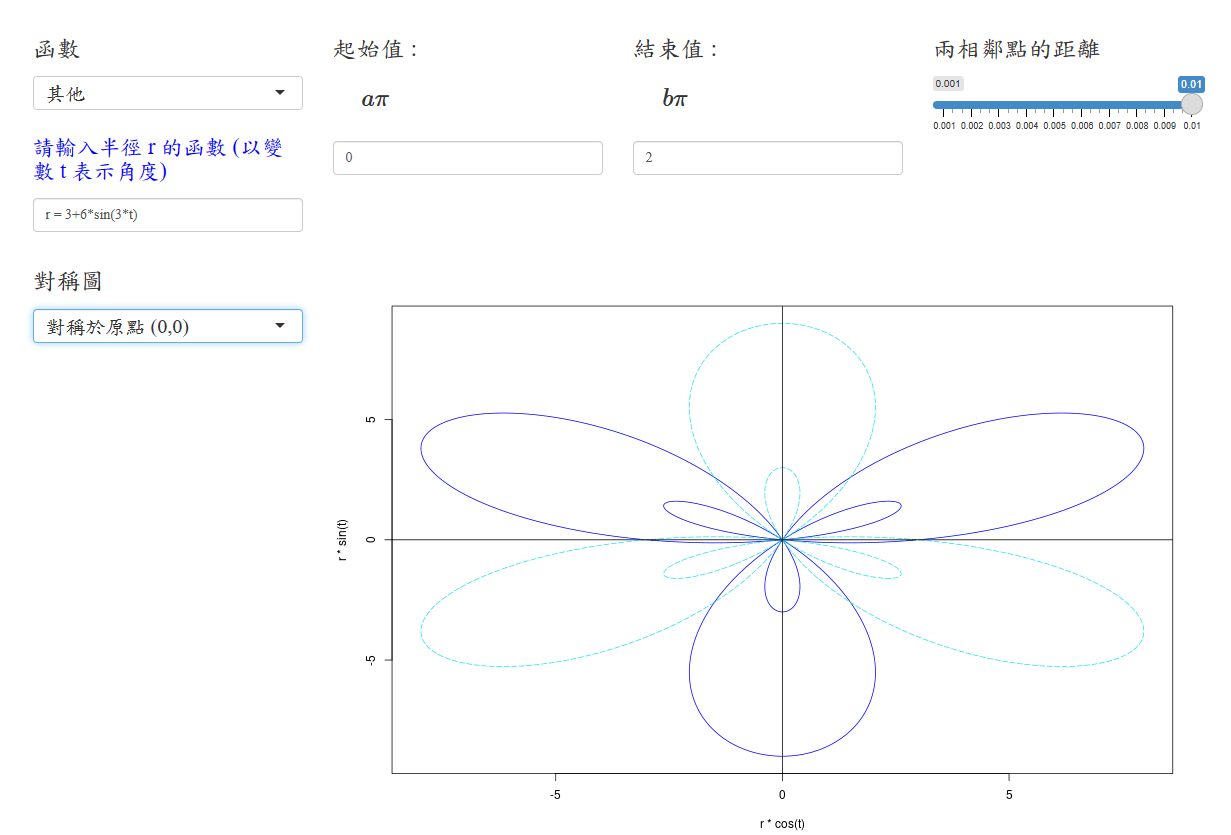 函數
起始值 :
結束值 :
兩相鄰點的距離
其他
aπ
bπ
0.001
0.01
0.001 0.002 0.003 0.004 0.005 0.006 0.007 0.008 0.009 0.01
請輸入半徑 r 的函數 (以變
數 t 表示角度)
0
2
r = 3+6*sin(3*t)
對稱圖
對稱於原點 (0,0)
5
0
-5
r * sin(t)
-5 0 5
r * cos(t)